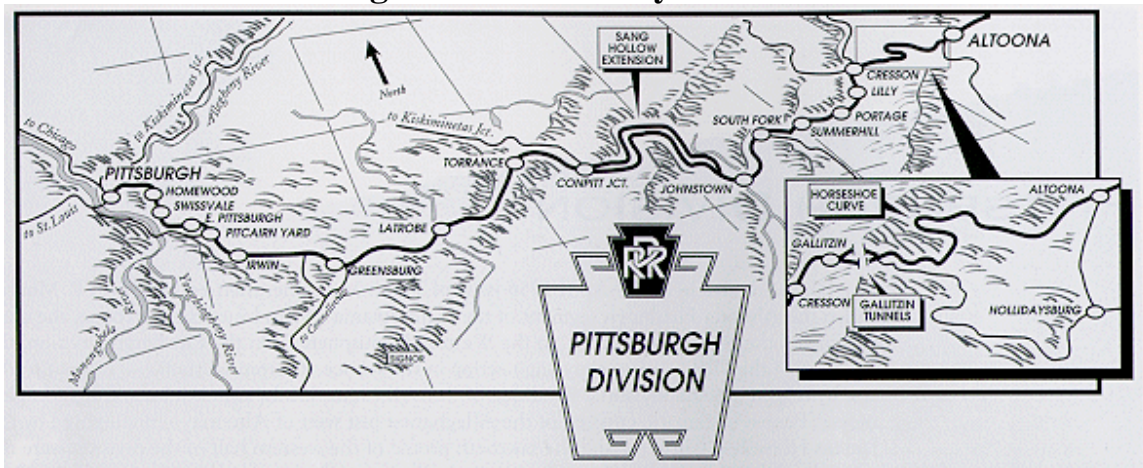 to Chicago
to Kiskiminetas Jct.
Allegheny River
North
SANG
HOLLOW
EXTENSION
ALTOONA
CRESSON
LILLY
PORTAGE
SUMMERHILL
SOUTH FORK
to Kiskiminetas Jct.
TORRANCE
CONPITT JCT.
JOHNSTOWN
PITTSBURGH
HOMEWOOD
SWISSVALE
E. PITTSBURGH
PITCAIRN YARD
to St. Louis
IRWIN
GREENSBURG
LATROBE
Monongahela
River
Youghiogheny River
SIGNOR
PRR
PITTSBURGH
DIVISION
HORSESHOE
CURVE
ALTOONA
GALLITZIN
CRESSON
GALLITZIN
TUNNELS
HOLLIDAYSBURG